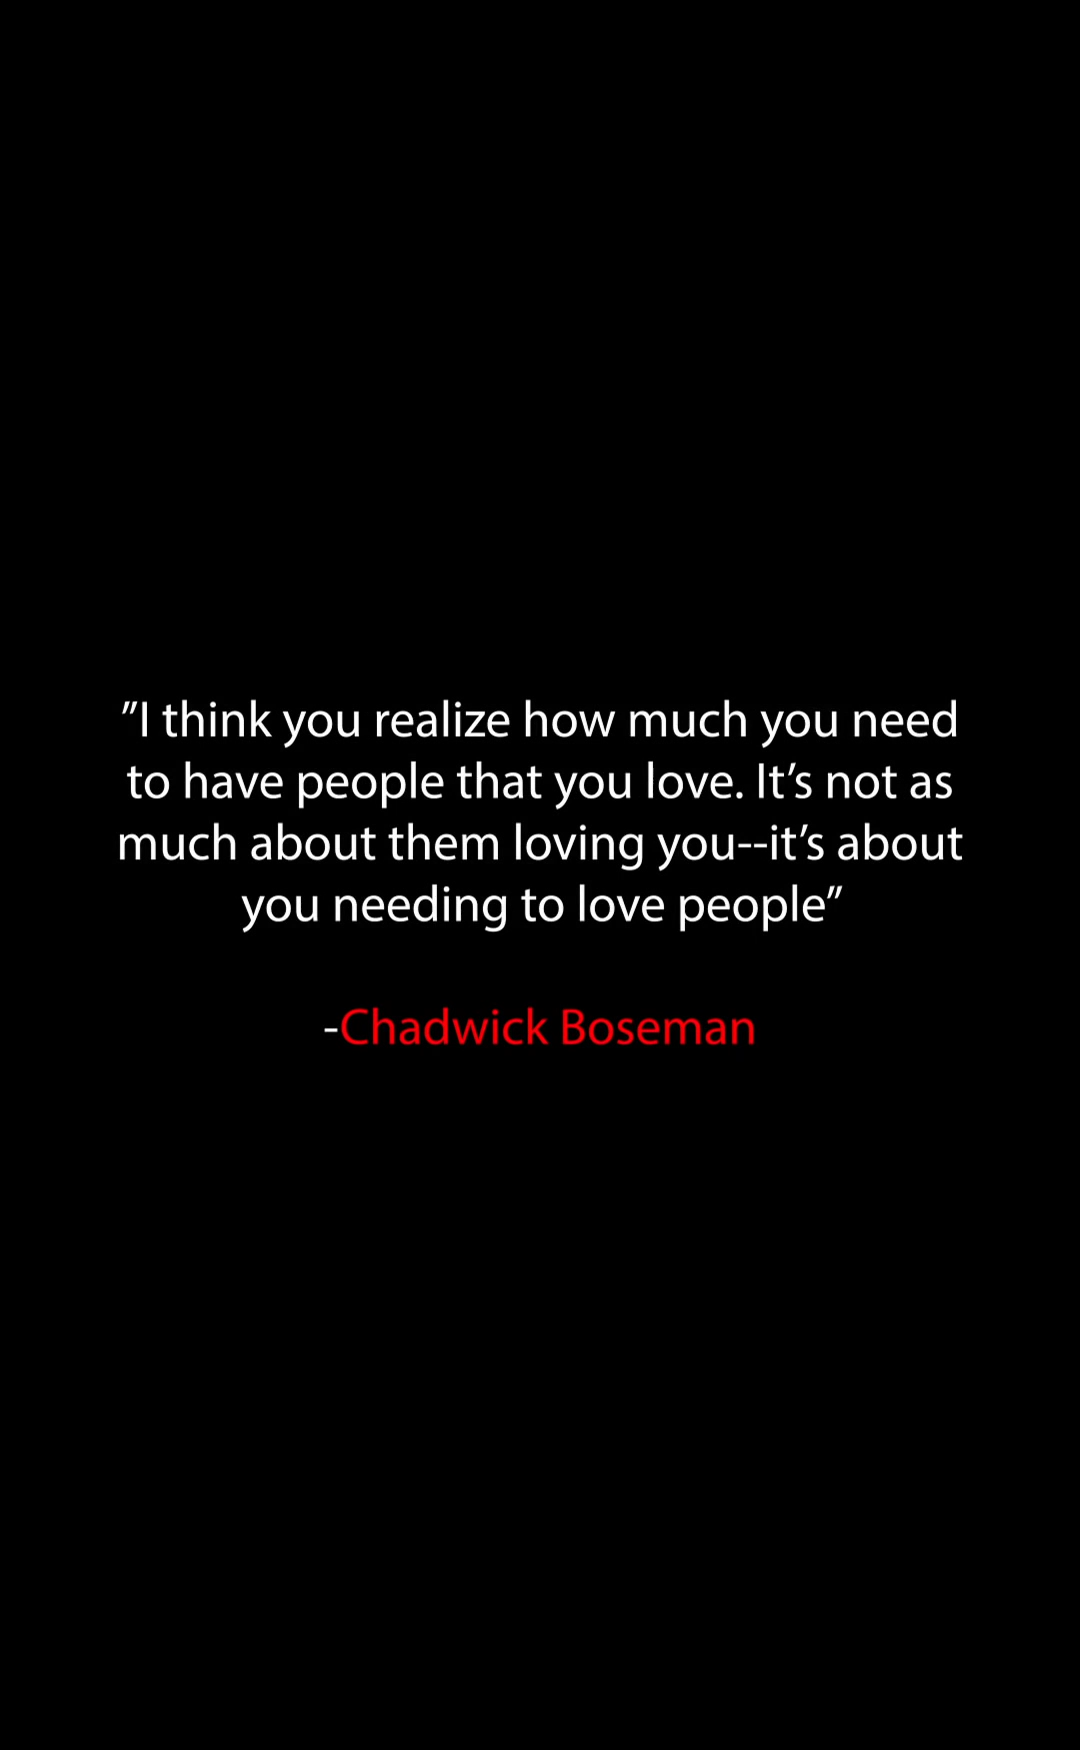 ”I think you realize how much you need
to have people that you love. It’s not as
much about them loving you--it’s about
you needing to love people”
-Chadwick Boseman